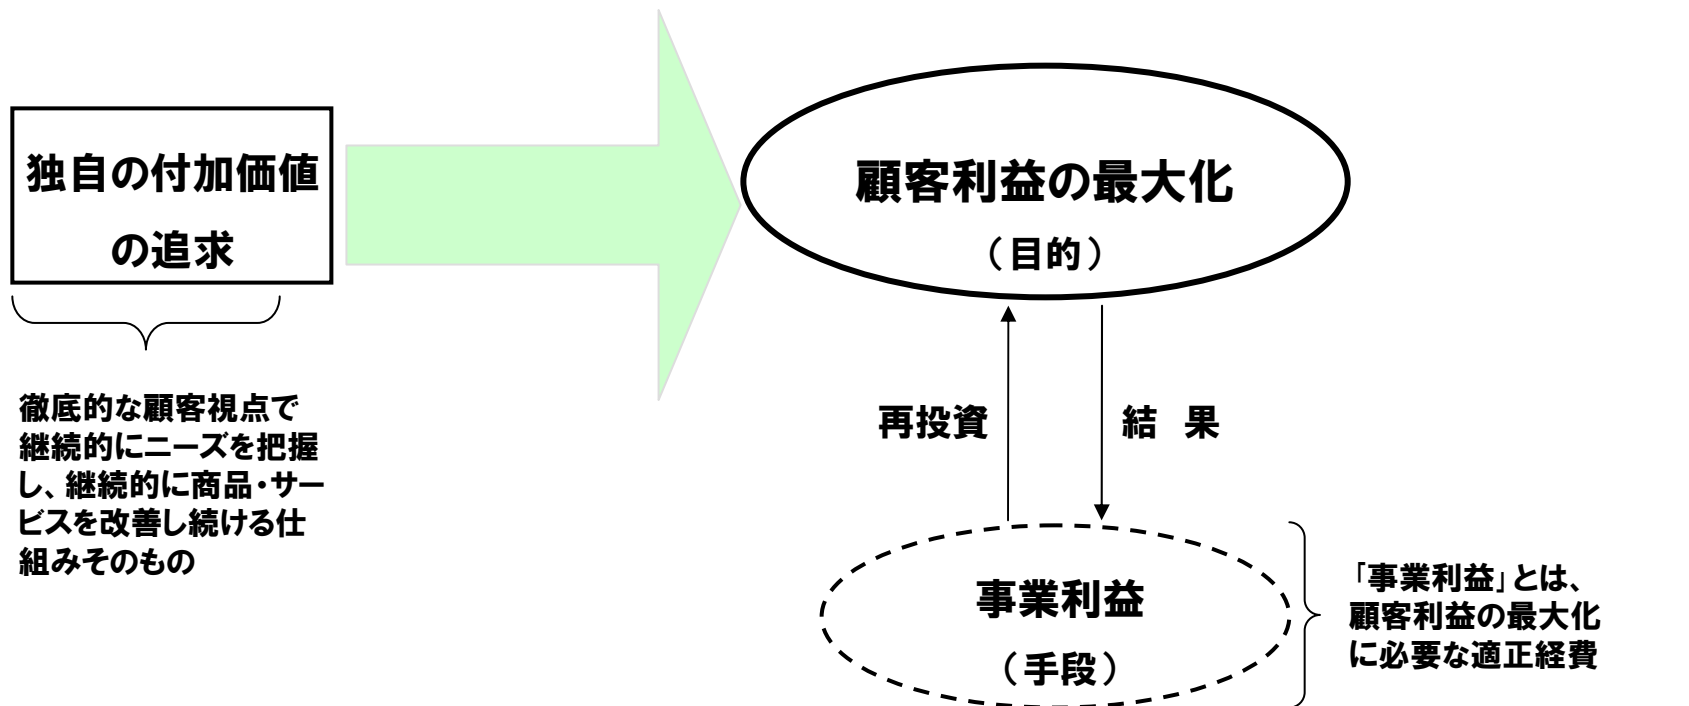 独自の付加価値
の追求
顧客利益の最大化
（目的）
徹底的な顧客視点で
継続的にニーズを把握
し、継続的に商品・サー
ビスを改善し続ける仕
組みそのもの
再投資
結　果
事業利益
（手段）
「事業利益」とは、
顧客利益の最大化
に必要な適正経費